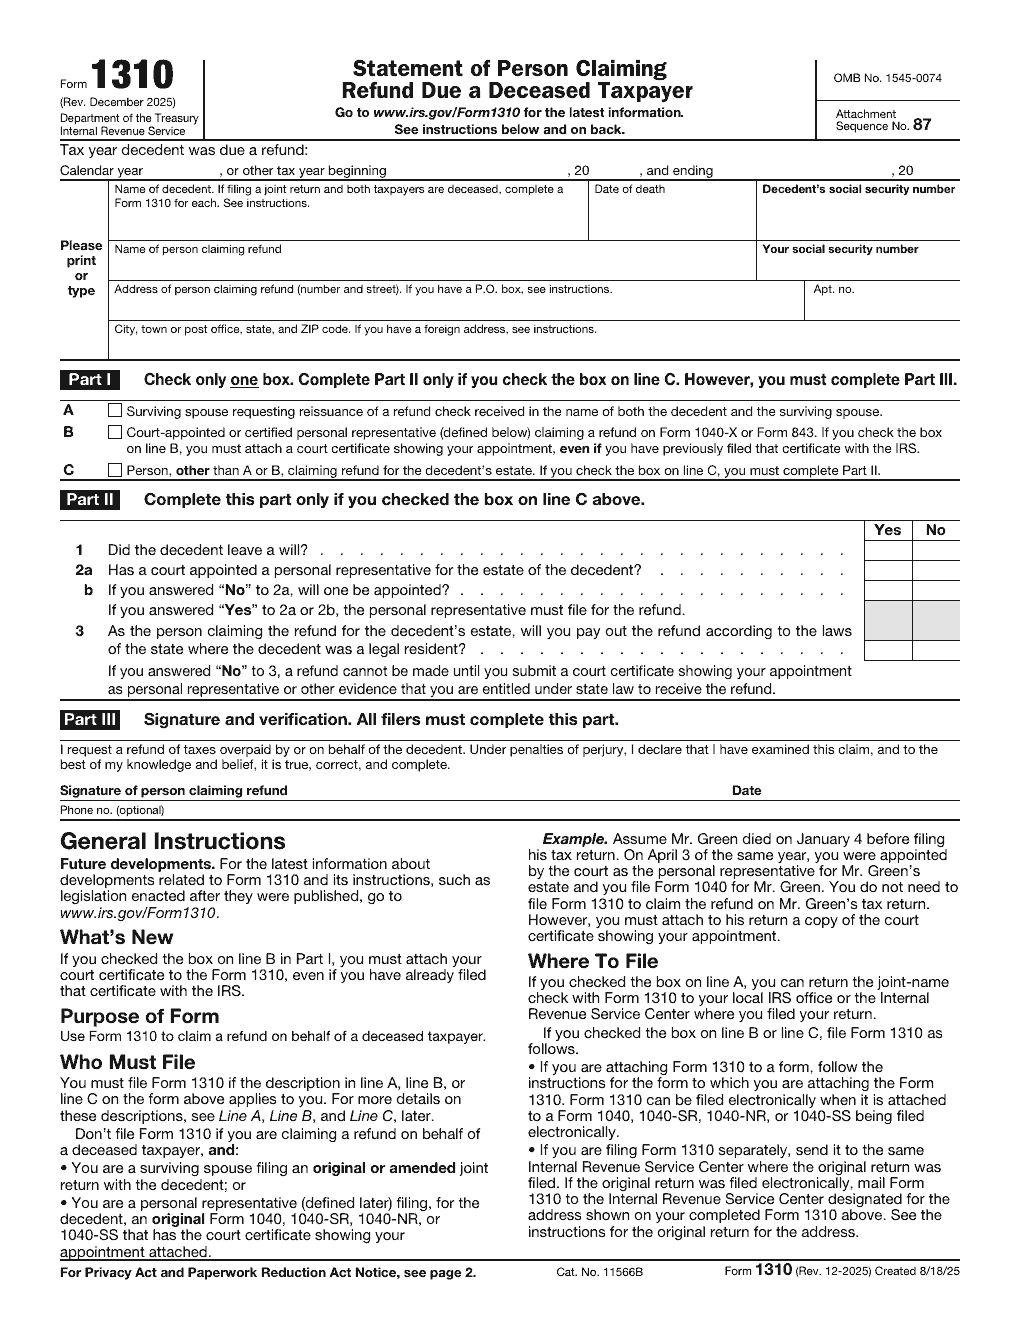 Form 1310
(Rev. December 2025)
Department of the Treasury
Internal Revenue Service
Statement of Person Claiming
Refund Due a Deceased Taxpayer
Go to www.irs.gov/Form1310 for the latest information.
See instructions below and on back.
OMB No. 1545-0074
Attachment
Sequence No. 87
Tax year decedent was due a refund:
Calendar year , or other tax year beginning , 20 , and ending , 20
Please
print
or
type
Name of decedent. If filing a joint return and both taxpayers are deceased, complete a
Form 1310 for each. See instructions.
Date of death
Decedent's social security number
Name of person claiming refund
Your social security number
Address of person claiming refund (number and street). If you have a P.O. box, see instructions.
Apt. no.
City, town or post office, state, and ZIP code. If you have a foreign address, see instructions.
Part I Check only one box. Complete Part II only if you check the box on line C. However, you must complete Part III.
A Surviving spouse requesting reissuance of a refund check received in the name of both the decedent and the surviving spouse.
B Court-appointed or certified personal representative (defined below) claiming a refund on Form 1040-X or Form 843. If you check the box
on line B, you must attach a court certificate showing your appointment, even if you have previously filed that certificate with the IRS.
C Person, other than A or B, claiming refund for the decedent's estate. If you check the box on line C, you must complete Part II.
Part II Complete this part only if you checked the box on line C above.
Yes No
1 Did the decedent leave a will? . . . . . . . . . . . . . . . . . . . . . . . . . . .
2a Has a court appointed a personal representative for the estate of the decedent? . . . . . . . . . .
b If you answered "No" to 2a, will one be appointed? . . . . . . . . . . . . . . . . . . . .
If you answered "Yes" to 2a or 2b, the personal representative must file for the refund.
3 As the person claiming the refund for the decedent's estate, will you pay out the refund according to the laws
of the state where the decedent was a legal resident? . . . . . . . . . . . . . . . . . . .
If you answered "No" to 3, a refund cannot be made until you submit a court certificate showing your appointment
as personal representative or other evidence that you are entitled under state law to receive the refund.
Part III Signature and verification. All filers must complete this part.
I request a refund of taxes overpaid by or on behalf of the decedent. Under penalties of perjury, I declare that I have examined this claim, and to the
best of my knowledge and belief, it is true, correct, and complete.
Signature of person claiming refund Date
Phone no. (optional)
General Instructions
Future developments. For the latest information about
developments related to Form 1310 and its instructions, such as
legislation enacted after they were published, go to
www.irs.gov/Form1310.
What's New
If you checked the box on line B in Part I, you must attach your
court certificate to the Form 1310, even if you have already filed
that certificate with the IRS.
Purpose of Form
Use Form 1310 to claim a refund on behalf of a deceased taxpayer.
Who Must File
You must file Form 1310 if the description in line A, line B, or
line C on the form above applies to you. For more details on
these descriptions, see Line A, Line B, and Line C, later.
Don't file Form 1310 if you are claiming a refund on behalf of
a deceased taxpayer, and:
• You are a surviving spouse filing an original or amended joint
return with the decedent; or
• You are a personal representative (defined later) filing, for the
decedent, an original Form 1040, 1040-SR, 1040-NR, or
1040-SS that has the court certificate showing your
appointment attached.
Example. Assume Mr. Green died on January 4 before filing
his tax return. On April 3 of the same year, you were appointed
by the court as the personal representative for Mr. Green's
estate and you file Form 1040 for Mr. Green. You do not need to
file Form 1310 to claim the refund on Mr. Green's tax return.
However, you must attach to his return a copy of the court
certificate showing your appointment.
Where To File
If you checked the box on line A, you can return the joint-name
check with Form 1310 to your local IRS office or the Internal
Revenue Service Center where you filed your return.
If you checked the box on line B or line C, file Form 1310 as
follows.
• If you are attaching Form 1310 to a form, follow the
instructions for the form to which you are attaching the Form
1310. Form 1310 can be filed electronically when it is attached
to a Form 1040, 1040-SR, 1040-NR, or 1040-SS being filed
electronically.
• If you are filing Form 1310 separately, send it to the same
Internal Revenue Service Center where the original return was
filed. If the original return was filed electronically, mail Form
1310 to the Internal Revenue Service Center designated for the
address shown on your completed Form 1310 above. See the
instructions for the original return for the address.
For Privacy Act and Paperwork Reduction Act Notice, see page 2. Cat. No. 11566B Form 1310 (Rev. 12-2025) Created 8/18/25